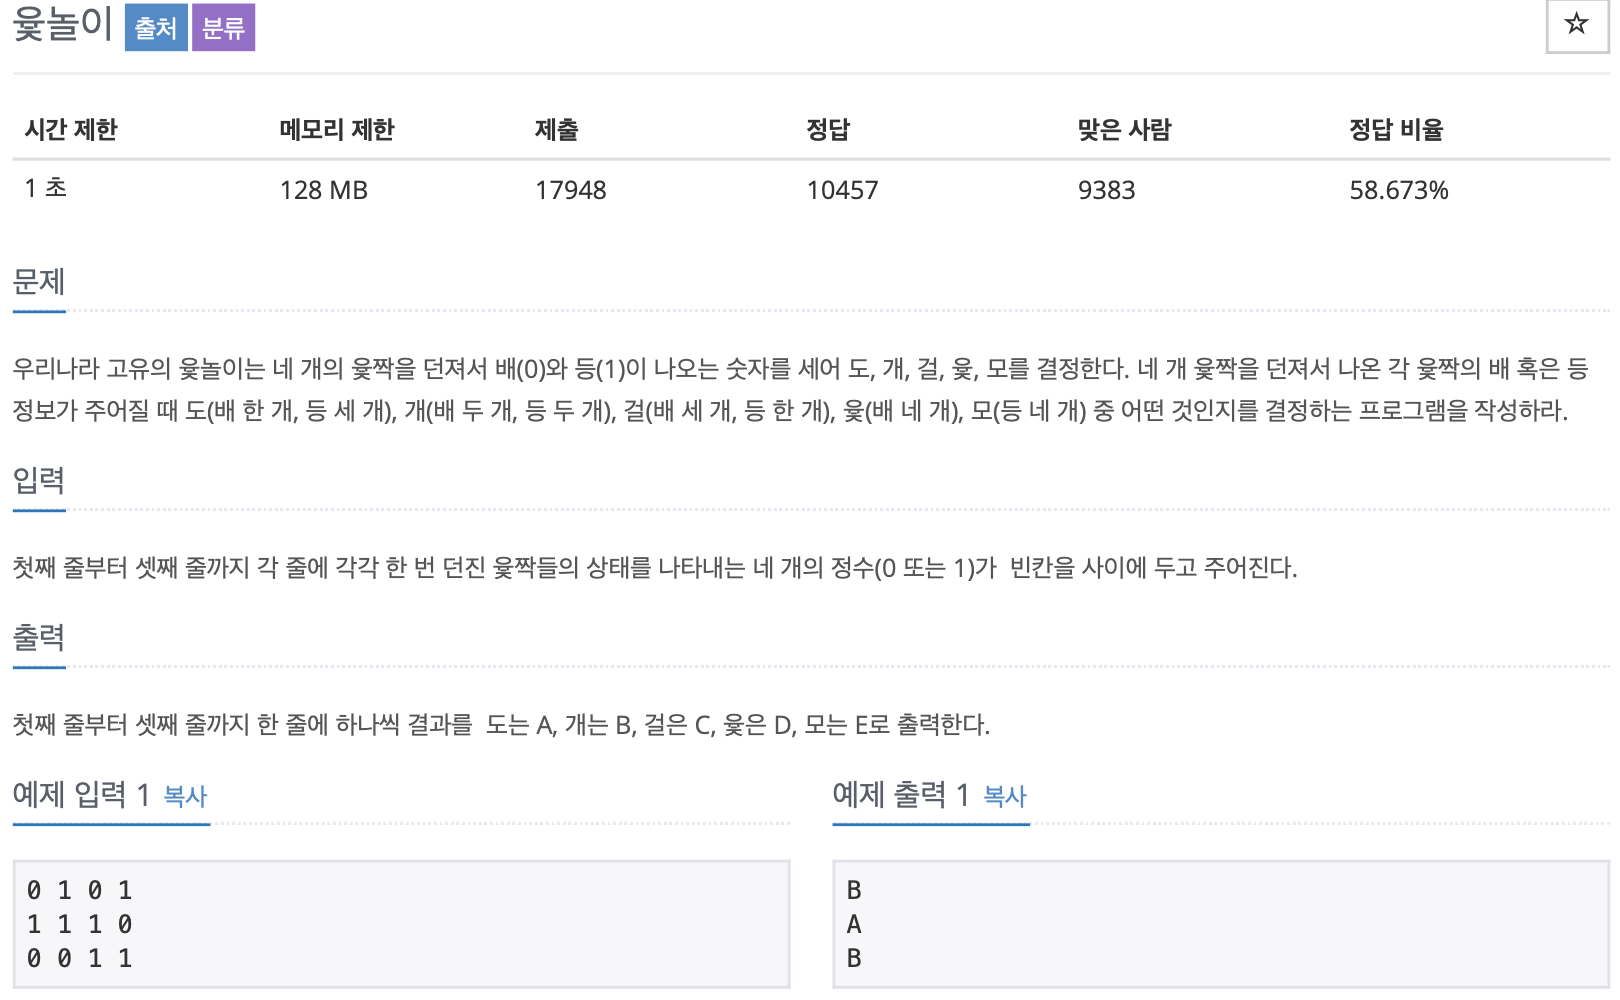 윷놀이 출처 분류
☆
시간 제한 메모리 제한 제출 정답 맞은 사람 정답 비율
1 초 128 MB 17948 10457 9383 58.673%
문제
우리나라 고유의 윷놀이는 네 개의 윷짝을 던져서 배(0)와 등(1)이 나오는 숫자를 세어 도, 개, 걸, 윷, 모를 결정한다. 네 개 윷짝을 던져서 나온 각 윷짝의 배 혹은 등
정보가 주어질 때 도(배 한 개, 등 세 개), 개(배 두 개, 등 두 개), 걸(배 세 개, 등 한 개), 윷(배 네 개), 모(등 네 개) 중 어떤 것인지를 결정하는 프로그램을 작성하라.
입력
첫째 줄부터 셋째 줄까지 각 줄에 각각 한 번 던진 윷짝들의 상태를 나타내는 네 개의 정수(0 또는 1)가  빈칸을 사이에 두고 주어진다.
출력
첫째 줄부터 셋째 줄까지 한 줄에 하나씩 결과를  도는 A, 개는 B, 걸은 C, 윷은 D, 모는 E로 출력한다.
예제 입력 1 복사
0 1 0 1
1 1 1 0
0 0 1 1
예제 출력 1 복사
B
A
B